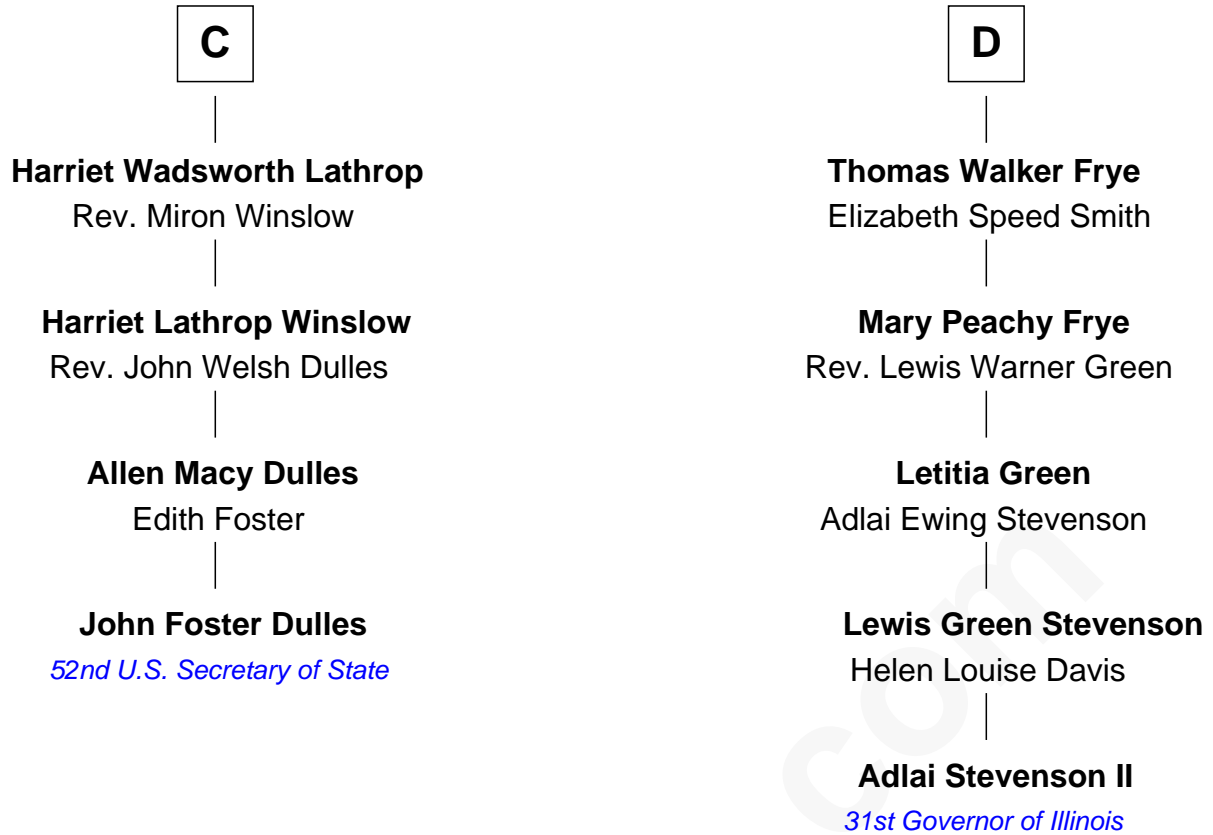 C
Harriet Wadsworth Lathrop
Rev. Miron Winslow
Harriet Lathrop Winslow
Rev. John Welsh Dulles
Allen Macy Dulles
Edith Foster
John Foster Dulles
52nd U.S. Secretary of State
D
Thomas Walker Frye
Elizabeth Speed Smith
Mary Peachy Frye
Rev. Lewis Warner Green
Letitia Green
Adlai Ewing Stevenson
Lewis Green Stevenson
Helen Louise Davis
Adlai Stevenson II
31st Governor of Illinois
com